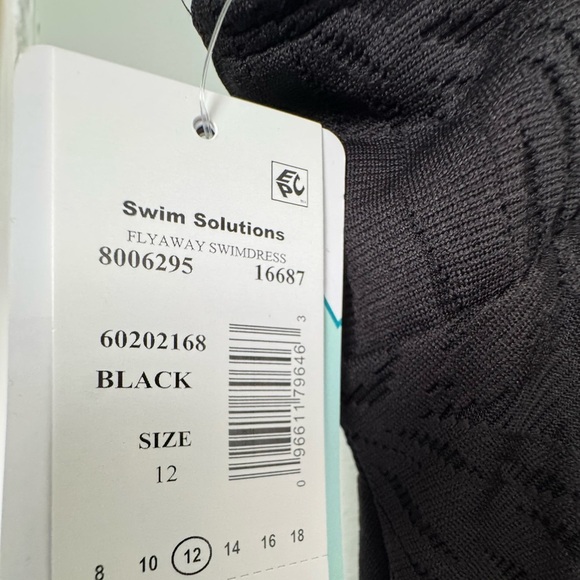 EPC
Swim Solutions
FLYAWAY SWIMDRESS
8006295 16687
60202168
BLACK
SIZE
12
0 96611 79646 3
8 10 12 14 16 18